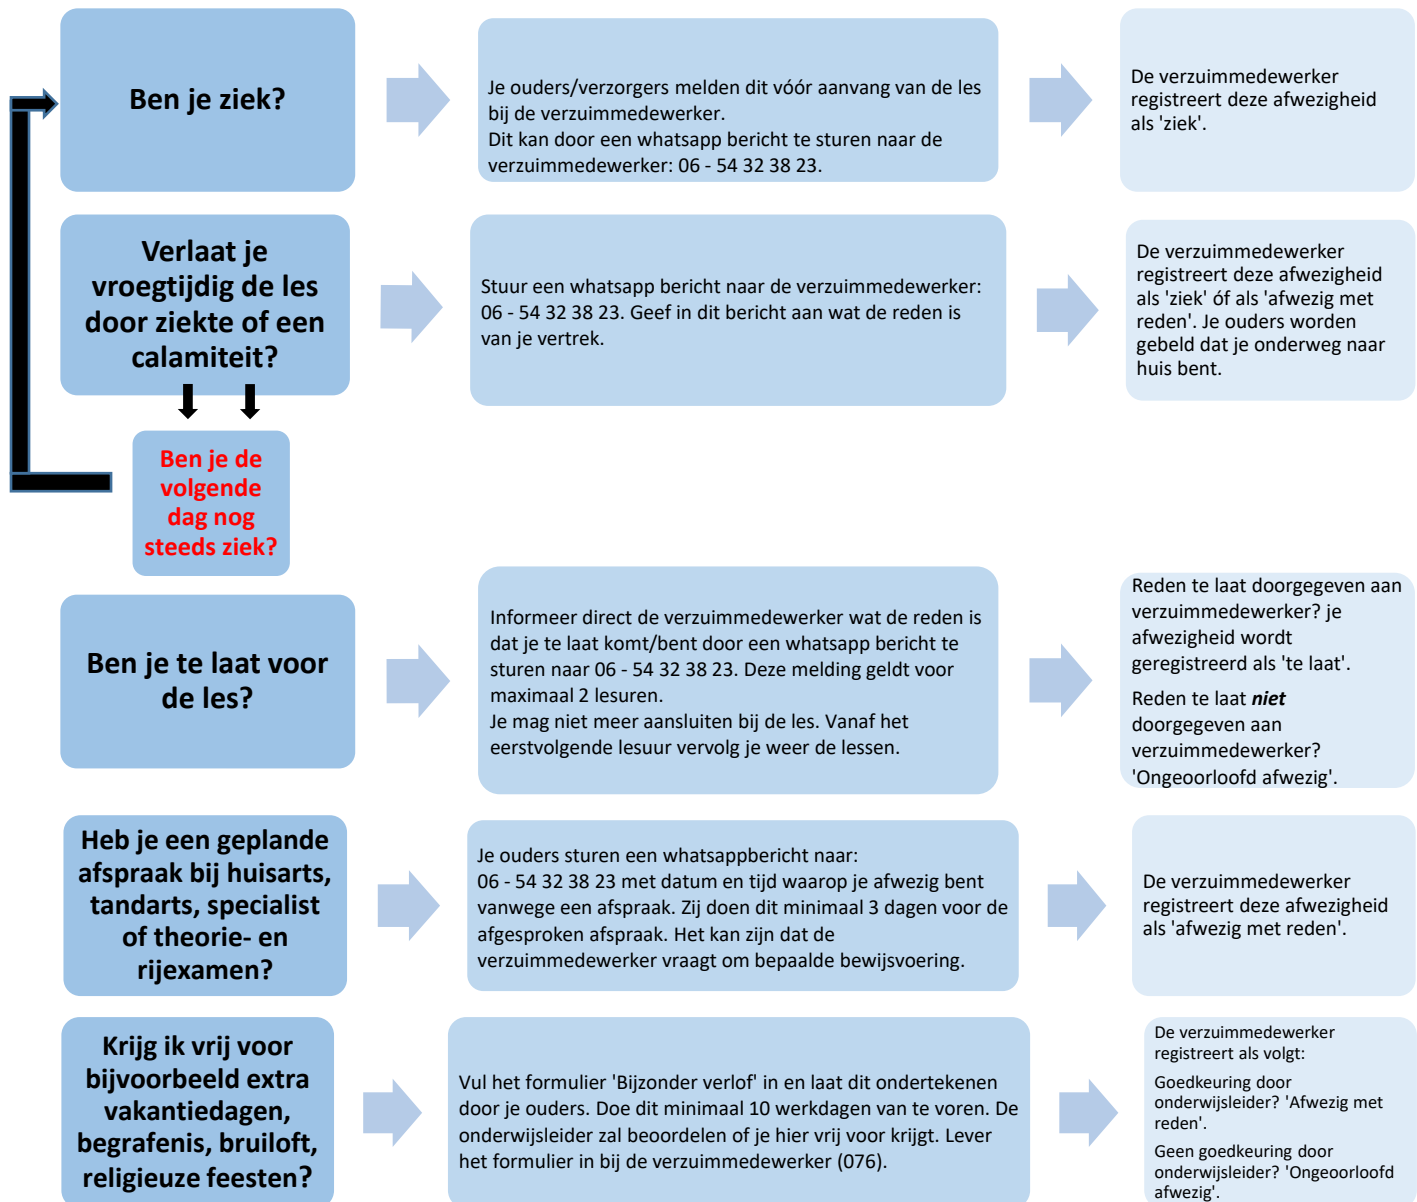 Ben je ziek?
Je ouders/verzorgers melden dit vóór aanvang van de les
bij de verzuimmedewerker.
Dit kan door een whatsapp bericht te sturen naar de
verzuimmedewerker: 06 - 54 32 38 23.
De verzuimmedewerker
registreert deze afwezigheid
als 'ziek'.
Verlaat je
vroegtijdig de les
door ziekte of een
calamiteit?
Stuur een whatsapp bericht naar de verzuimmedewerker:
06 - 54 32 38 23. Geef in dit bericht aan wat de reden is
van je vertrek.
De verzuimmedewerker
registreert deze afwezigheid
als 'ziek' óf als 'afwezig met
reden'. Je ouders worden
gebeld dat je onderweg naar
huis bent.
Ben je de
volgende
dag nog
steeds ziek?
Ben je te laat voor
de les?
Informeer direct de verzuimmedewerker wat de reden is
dat je te laat komt/bent door een whatsapp bericht te
sturen naar 06 - 54 32 38 23. Deze melding geldt voor
maximaal 2 lesuren.
Je mag niet meer aansluiten bij de les. Vanaf het
eerstvolgende lesuur vervolg je weer de lessen.
Reden te laat doorgegeven aan
verzuimmedewerker? je
afwezigheid wordt
geregistreerd als 'te laat'.
Reden te laat niet
doorgegeven aan
verzuimmedewerker?
'Ongeoorloofd afwezig'.
Heb je een geplande
afspraak bij huisarts,
tandarts, specialist
of theorie- en
rijexamen?
Je ouders sturen een whatsappbericht naar:
06 - 54 32 38 23 met datum en tijd waarop je afwezig bent
vanwege een afspraak. Zij doen dit minimaal 3 dagen voor de
afgesproken afspraak. Het kan zijn dat de
verzuimmedewerker vraagt om bepaalde bewijsvoering.
De verzuimmedewerker
registreert deze afwezigheid
als 'afwezig met reden'.
Krijg ik vrij voor
bijvoorbeeld extra
vakantiedagen,
begrafenis, bruiloft,
religieuze feesten?
Vul het formulier 'Bijzonder verlof' in en laat dit ondertekenen
door je ouders. Doe dit minimaal 10 werkdagen van te voren. De
onderwijsleider zal beoordelen of je hier vrij voor krijgt. Lever
het formulier in bij de verzuimmedewerker (076).
De verzuimmedewerker
registreert als volgt:
Goedkeuring door
onderwijsleider? 'Afwezig met
reden'.
Geen goedkeuring door
onderwijsleider? 'Ongeoorloofd
afwezig'.